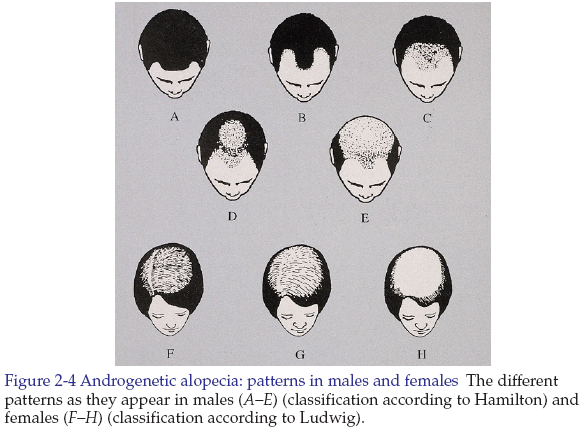 A B C
D E
F G H
Figure 2-4 Androgenetic alopecia: patterns in males and females The different
patterns as they appear in males (A–E) (classification according to Hamilton) and
females (F–H) (classification according to Ludwig).